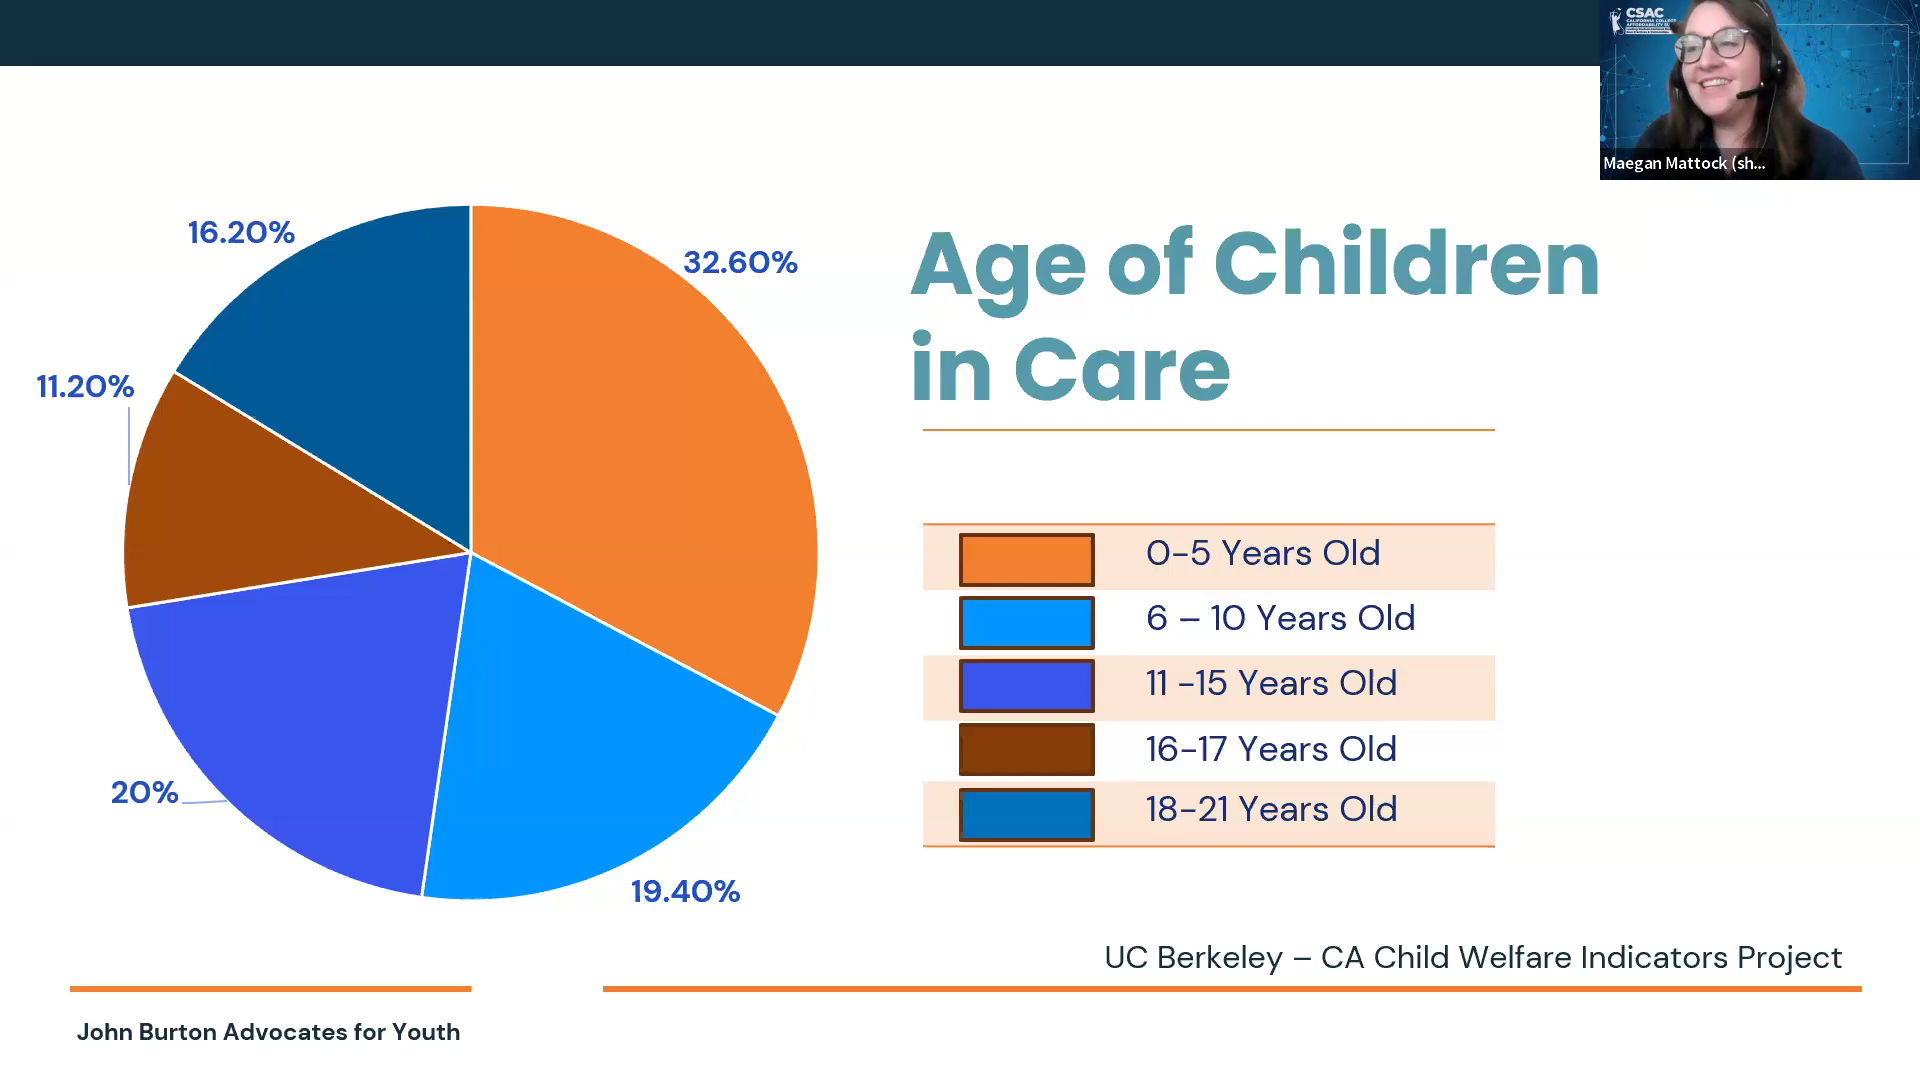 CSAC
CALIFORNIA COLLEGE
Maegan Mattock (sh...
16.20%
32.60%
11.20%
20%
19.40%
Age of Children
in Care
0-5 Years Old
6 – 10 Years Old
11 -15 Years Old
16-17 Years Old
18-21 Years Old
UC Berkeley – CA Child Welfare Indicators Project
John Burton Advocates for Youth